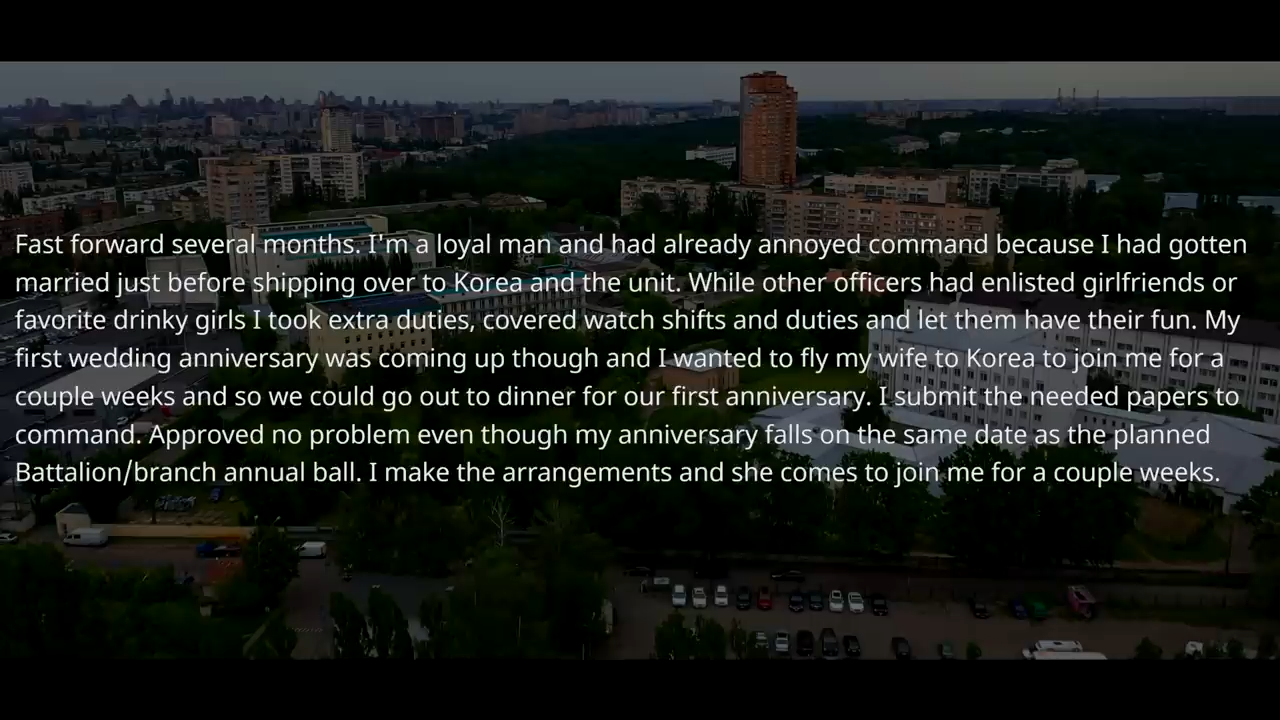 Fast forward several months. I'm a loyal man and had already annoyed command because I had gotten
married just before shipping over to Korea and the unit. While other officers had enlisted girlfriends or
favorite drinky girls I took extra duties, covered watch shifts and duties and let them have their fun. My
first wedding anniversary was coming up though and I wanted to fly my wife to Korea to join me for a
couple weeks and so we could go out to dinner for our first anniversary. I submit the needed papers to
command. Approved no problem even though my anniversary falls on the same date as the planned
Battalion/branch annual ball. I make the arrangements and she comes to join me for a couple weeks.